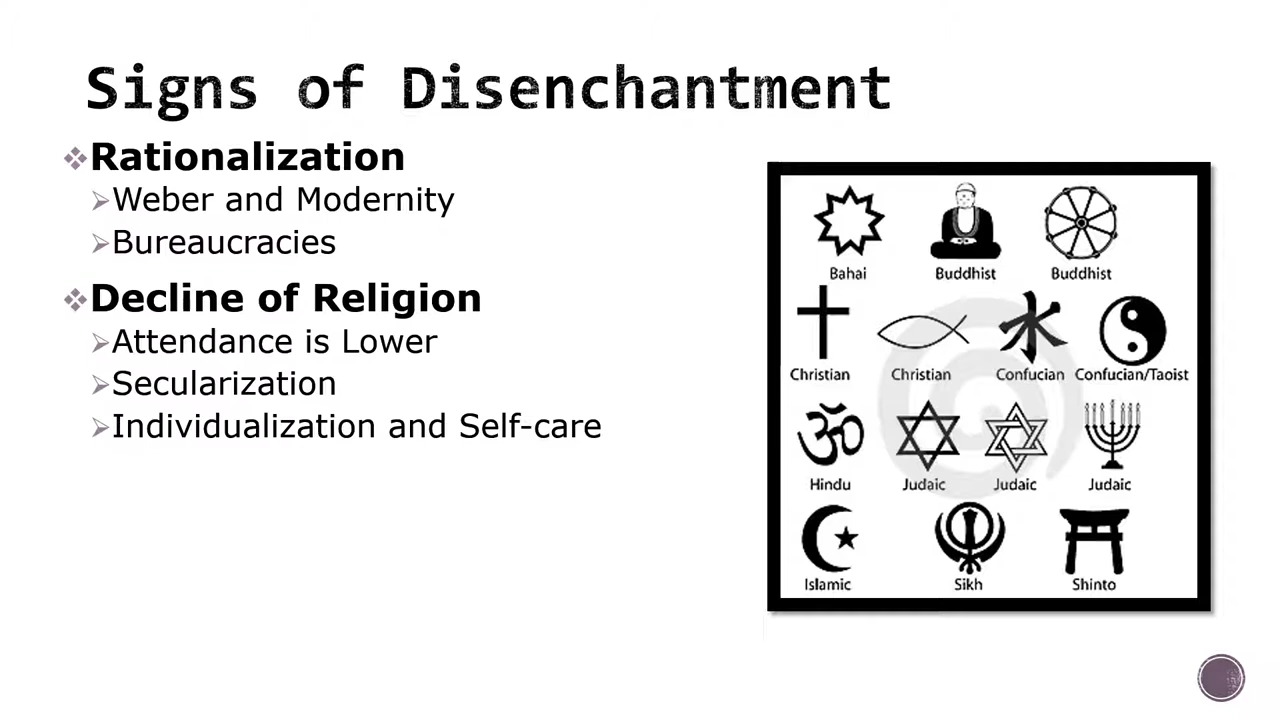 Signs of Disenchantment
Rationalization
Weber and Modernity
Bureaucracies
Decline of Religion
Attendance is Lower
Secularization
Individualization and Self-care
Bahai Buddhist Buddhist
Christian Christian Confucian Confucian/Taoist
Hindu Judaic Judaic Judaic
Islamic Sikh Shinto